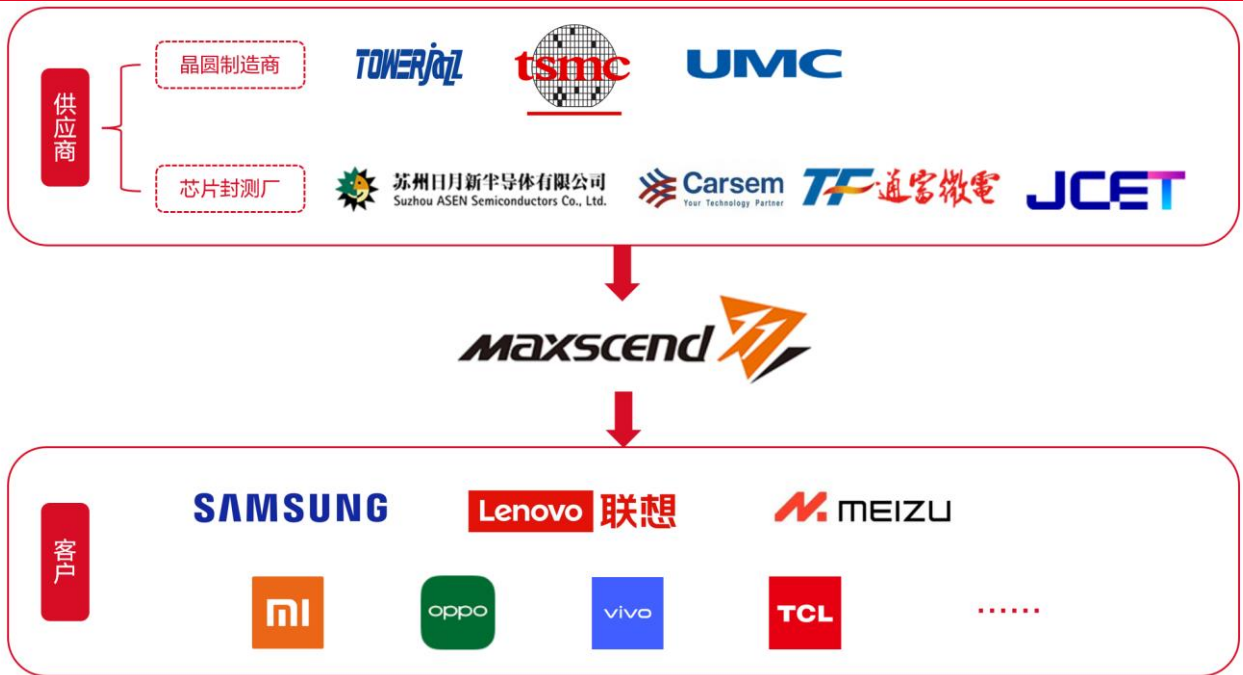 供应商
晶圆制造商
TOWERjazz
tsmc
UMC
芯片封测厂
苏州日月新半导体有限公司
Suzhou ASEN Semiconductors Co., Ltd.
Carsem
Your Technology Partner
TF 通富微電
JCET
maxscend
客户
SAMSUNG
Lenovo 联想
MEIZU
mi
oppo
vivo
TCL
······